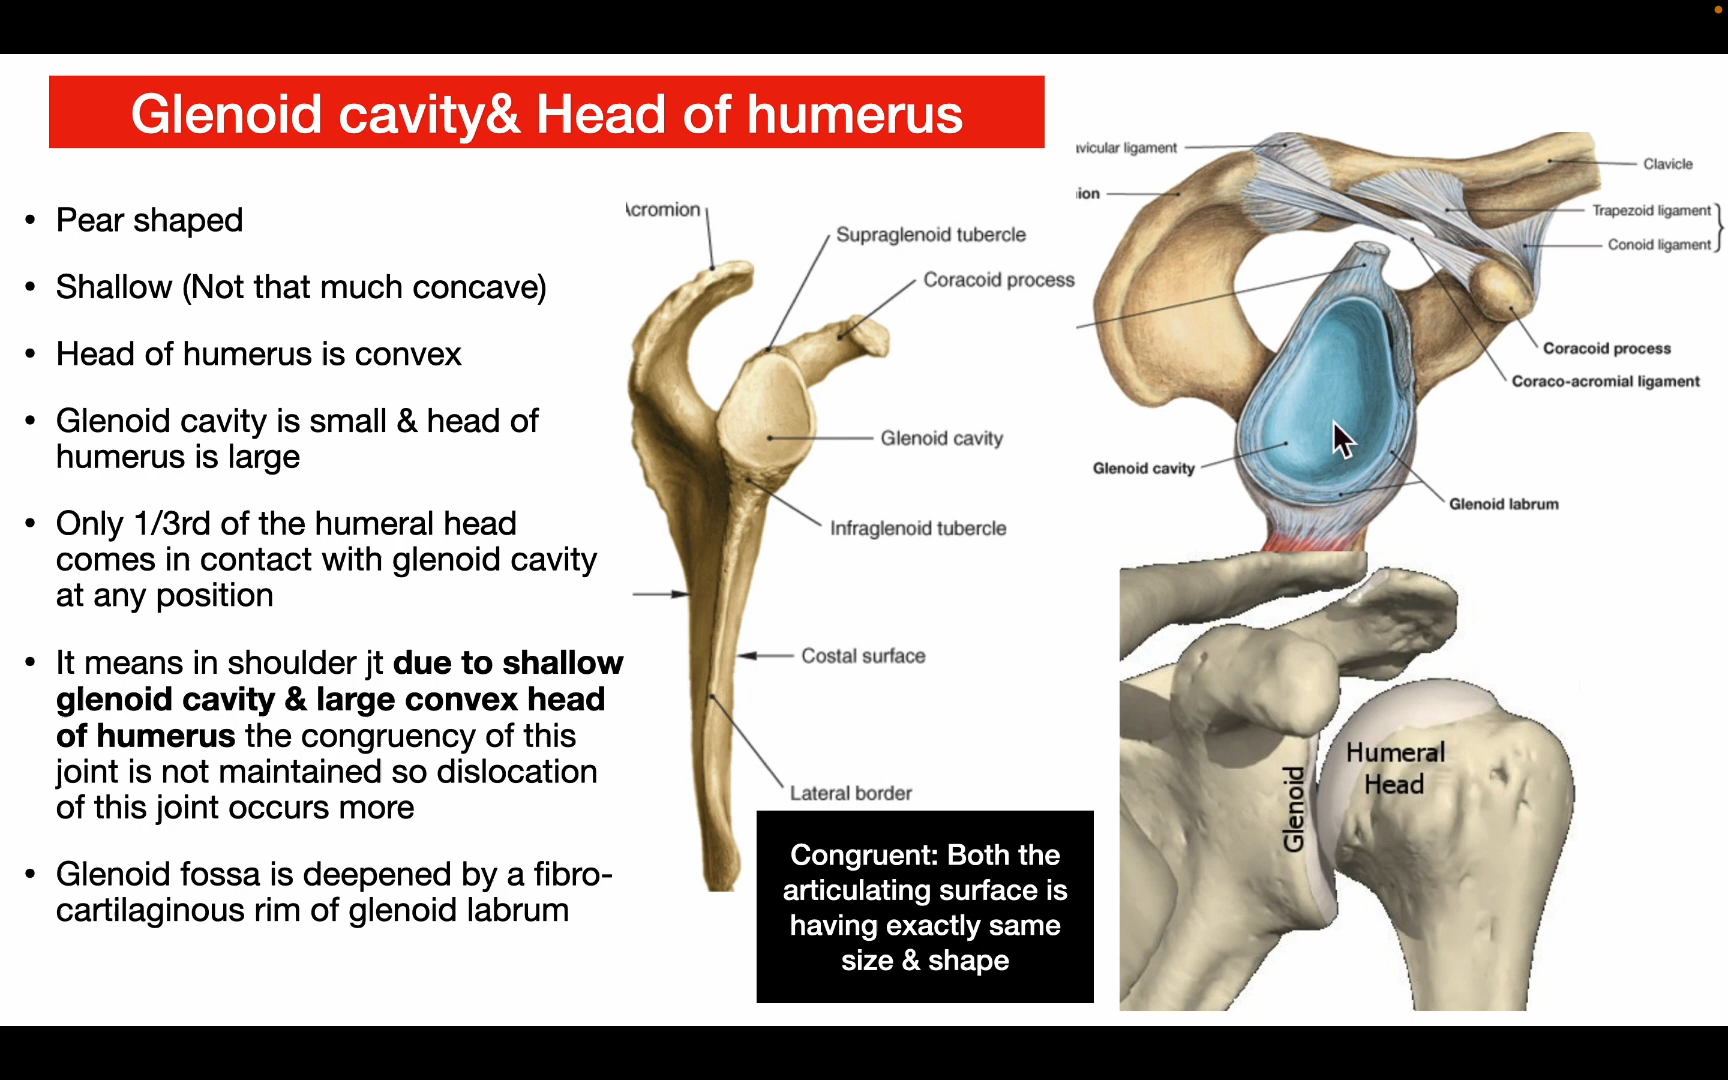 Glenoid cavity& Head of humerus
• Pear shaped
• Shallow (Not that much concave)
• Head of humerus is convex
• Glenoid cavity is small & head of
humerus is large
• Only 1/3rd of the humeral head
comes in contact with glenoid cavity
at any position
• It means in shoulder jt due to shallow
glenoid cavity & large convex head
of humerus the congruency of this
joint is not maintained so dislocation
of this joint occurs more
• Glenoid fossa is deepened by a fibro-
cartilaginous rim of glenoid labrum
Acromion
Supraglenoid tubercle
Coracoid process
Glenoid cavity
Infraglenoid tubercle
Costal surface
Lateral border
Congruent: Both the
articulating surface is
having exactly same
size & shape
avicular ligament
ion
Clavicle
Trapezoid ligament
Conoid ligament
Coracoid process
Coraco-acromial ligament
Glenoid cavity
Glenoid labrum
Glenoid
Humeral
Head